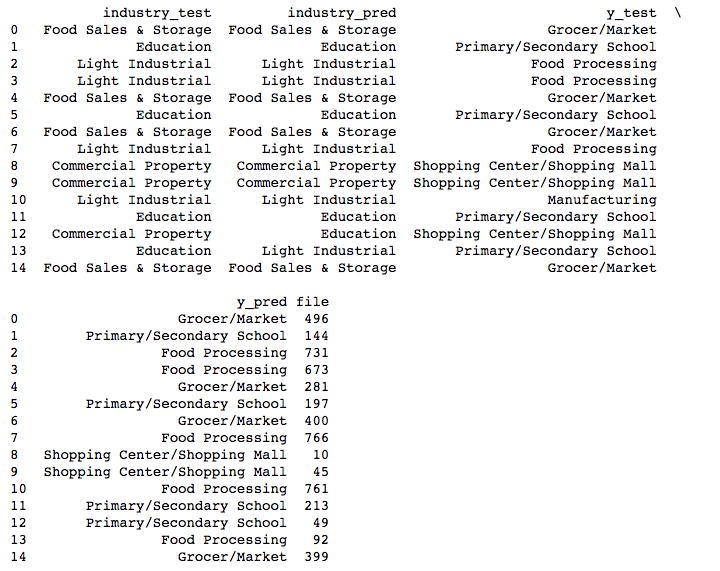 industry_test industry_pred y_test \
0 Food Sales & Storage Food Sales & Storage Grocer/Market
1 Education Education Primary/Secondary School
2 Light Industrial Light Industrial Food Processing
3 Light Industrial Light Industrial Food Processing
4 Food Sales & Storage Food Sales & Storage Grocer/Market
5 Education Education Primary/Secondary School
6 Food Sales & Storage Food Sales & Storage Grocer/Market
7 Light Industrial Light Industrial Food Processing
8 Commercial Property Commercial Property Shopping Center/Shopping Mall
9 Commercial Property Commercial Property Shopping Center/Shopping Mall
10 Light Industrial Light Industrial Manufacturing
11 Education Education Primary/Secondary School
12 Commercial Property Education Shopping Center/Shopping Mall
13 Education Light Industrial Primary/Secondary School
14 Food Sales & Storage Food Sales & Storage Grocer/Market
y_pred file
0 Grocer/Market 496
1 Primary/Secondary School 144
2 Food Processing 731
3 Food Processing 673
4 Grocer/Market 281
5 Primary/Secondary School 197
6 Grocer/Market 400
7 Food Processing 766
8 Shopping Center/Shopping Mall 10
9 Shopping Center/Shopping Mall 45
10 Food Processing 761
11 Primary/Secondary School 213
12 Primary/Secondary School 49
13 Food Processing 92
14 Grocer/Market 399